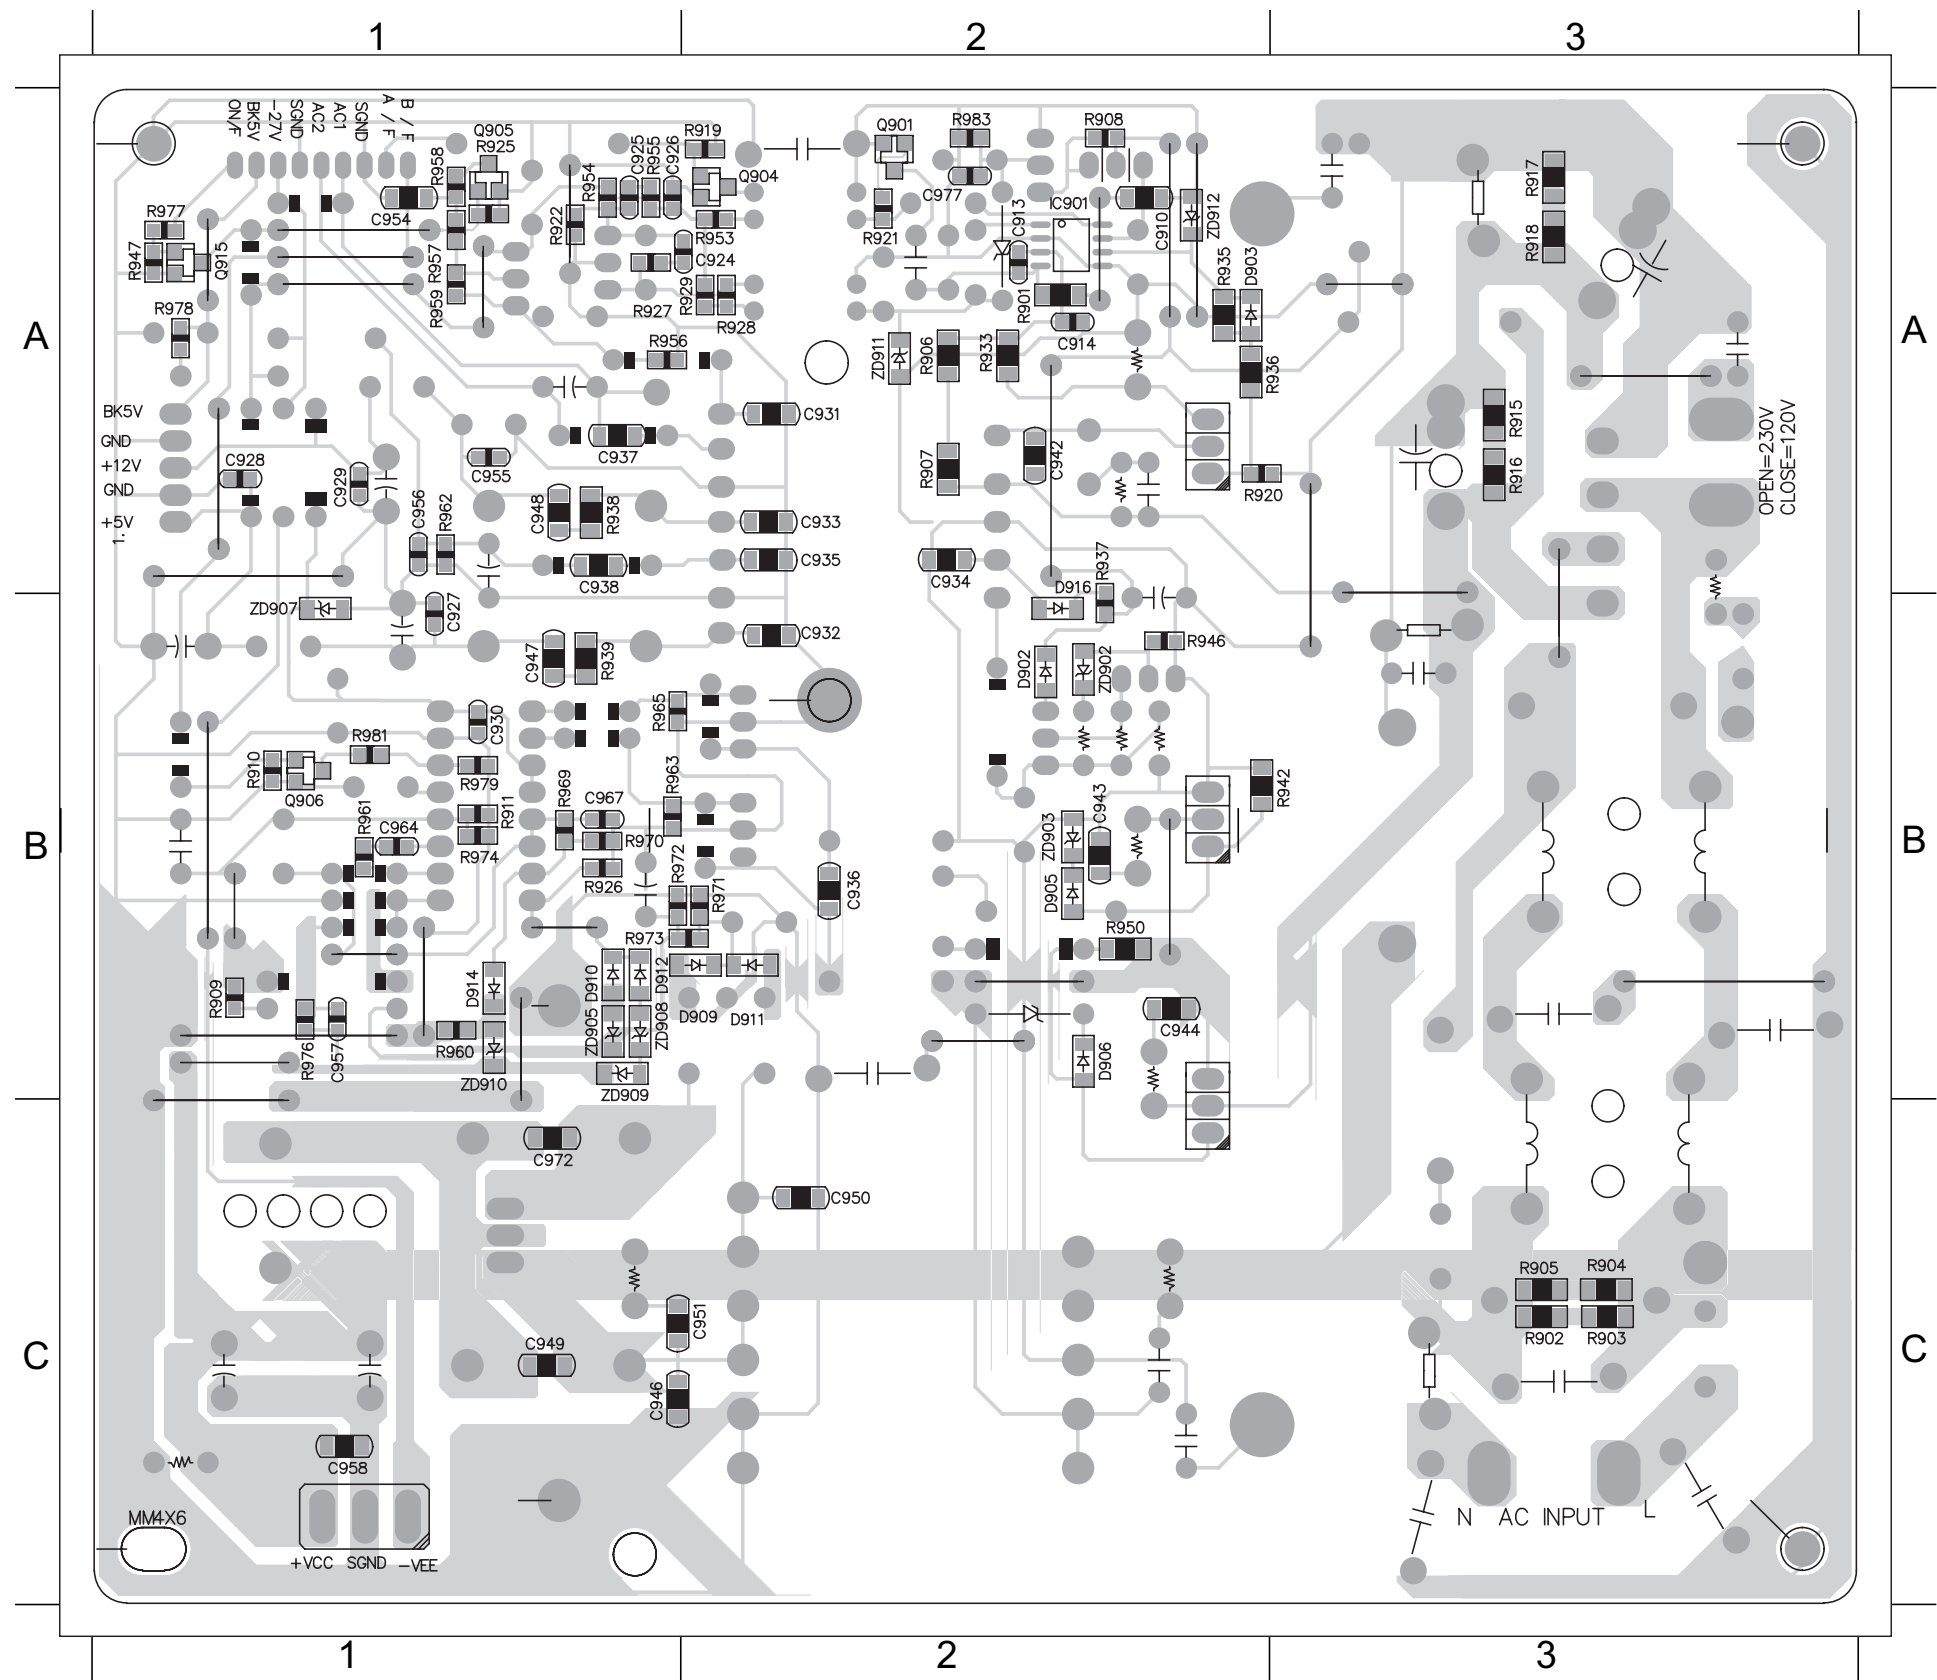 1 2 3
ON/F
BK5V
-27V
SGND
AC2
AC1
SGND
A / F
B / F
R958
Q905
R925
R954
C925
R955
C926
R919
Q904
Q901
R983
R908
R917
C954
R922
C977
C913
IC901
C910
ZD912
R977
R947
Q915
R957
R959
R953
C924
R921
R918
R929
R927
R928
R901
R935
D903
R978
R956
ZD911
R906
R933
C914
R936
A
A
BK5V
GND
+12V
GND
+5V
1.
C931
C937
C955
C928
C929
C956
R962
C948
R938
C933
C935
C938
R907
C942
R920
R915
R916
OPEN=230V
CLOSE=120V
C934
R937
D916
ZD907
C927
C932
R946
C947
R939
D902
ZD902
R965
C930
R981
R910
Q906
R979
R969
C967
R963
R942
R961
C964
R911
R974
R970
R926
R972
R971
ZD903
C943
D905
C936
B
B
R973
R950
R909
D914
D910
D912
D909
D911
R976
C957
R960
ZD905
ZD908
C944
ZD910
ZD909
D906
C972
C950
C951
C949
C946
R905
R904
R902
R903
C
C
C958
MM4X6
+VCC SGND -VEE
N AC INPUT L
1 2 3